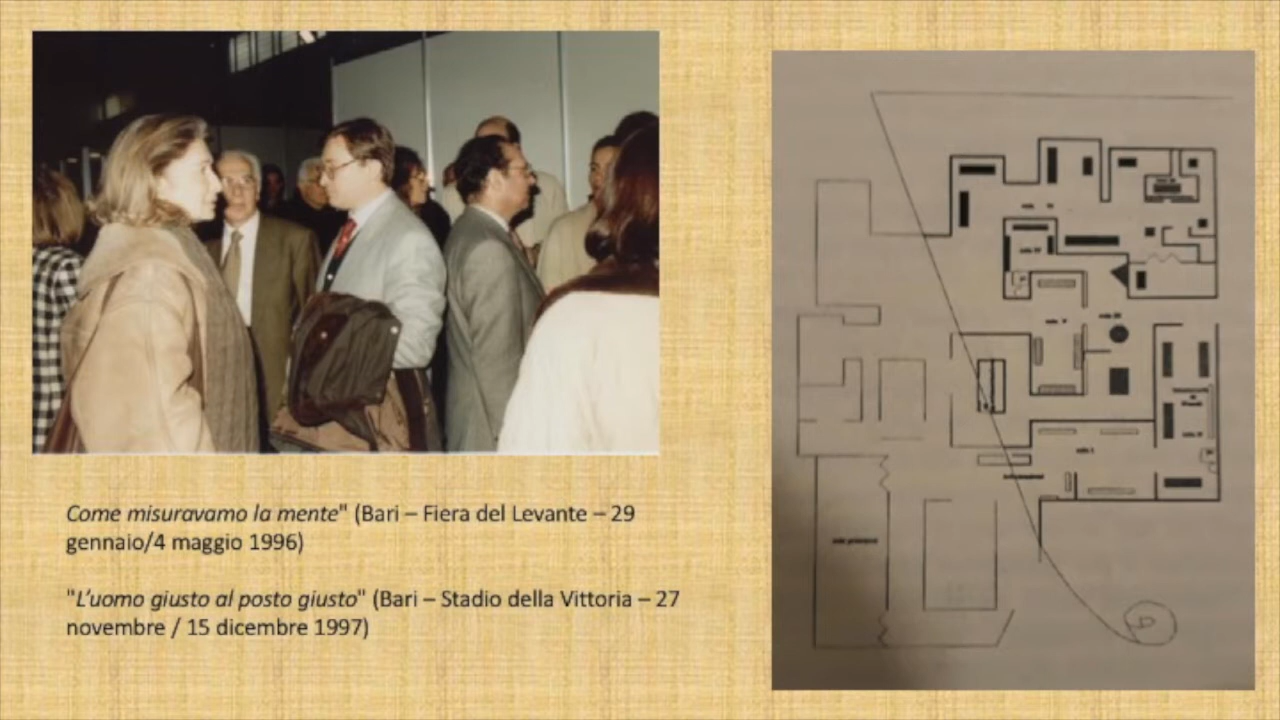 Come misuravamo la mente" (Bari – Fiera del Levante – 29
gennaio/4 maggio 1996)
"L'uomo giusto al posto giusto" (Bari – Stadio della Vittoria – 27
novembre / 15 dicembre 1997)